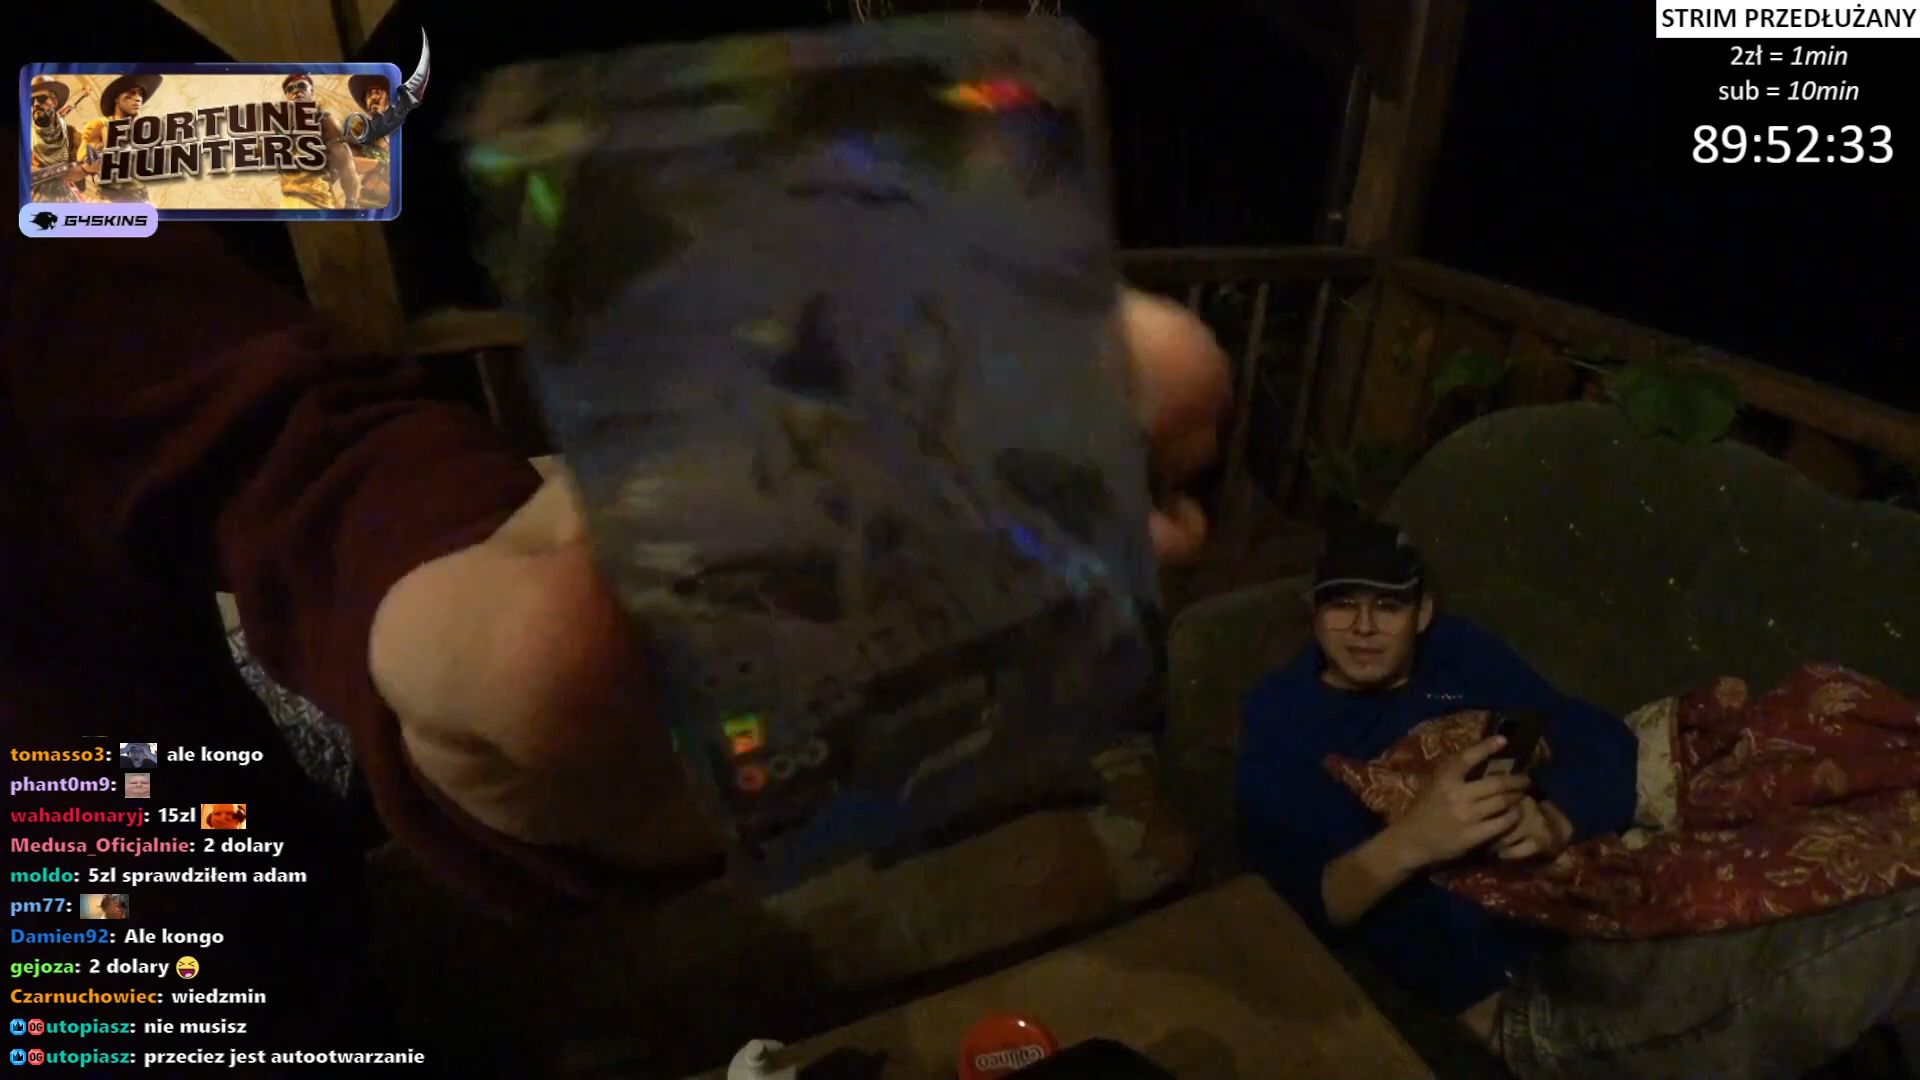 STRIM PRZEDŁUŻANY
2zł = 1min
sub = 10min
89:52:33
FORTUNE
HUNTERS
G4SKINS
tomasso3: ale kongo
phant0m9:
wahadlonaryj: 15zl
Medusa_Oficjalnie: 2 dolary
moldo: 5zl sprawdziłem adam
pm77:
Damien92: Ale kongo
gejoza: 2 dolary
Czarnuchowiec: wiedzmin
OG utopiasz: nie musisz
OG utopiasz: przeciez jest autootwarzanie